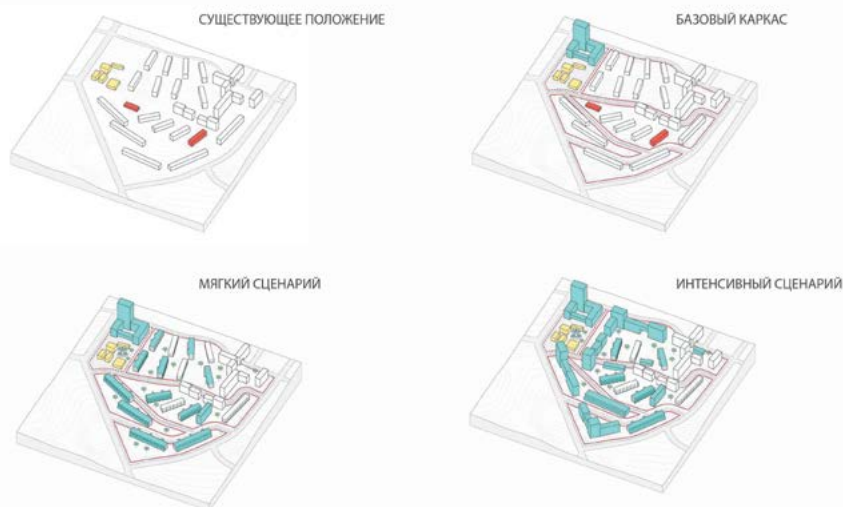 СУЩЕСТВУЮЩЕЕ ПОЛОЖЕНИЕ
БАЗОВЫЙ КАРКАС
МЯГКИЙ СЦЕНАРИЙ
ИНТЕНСИВНЫЙ СЦЕНАРИЙ